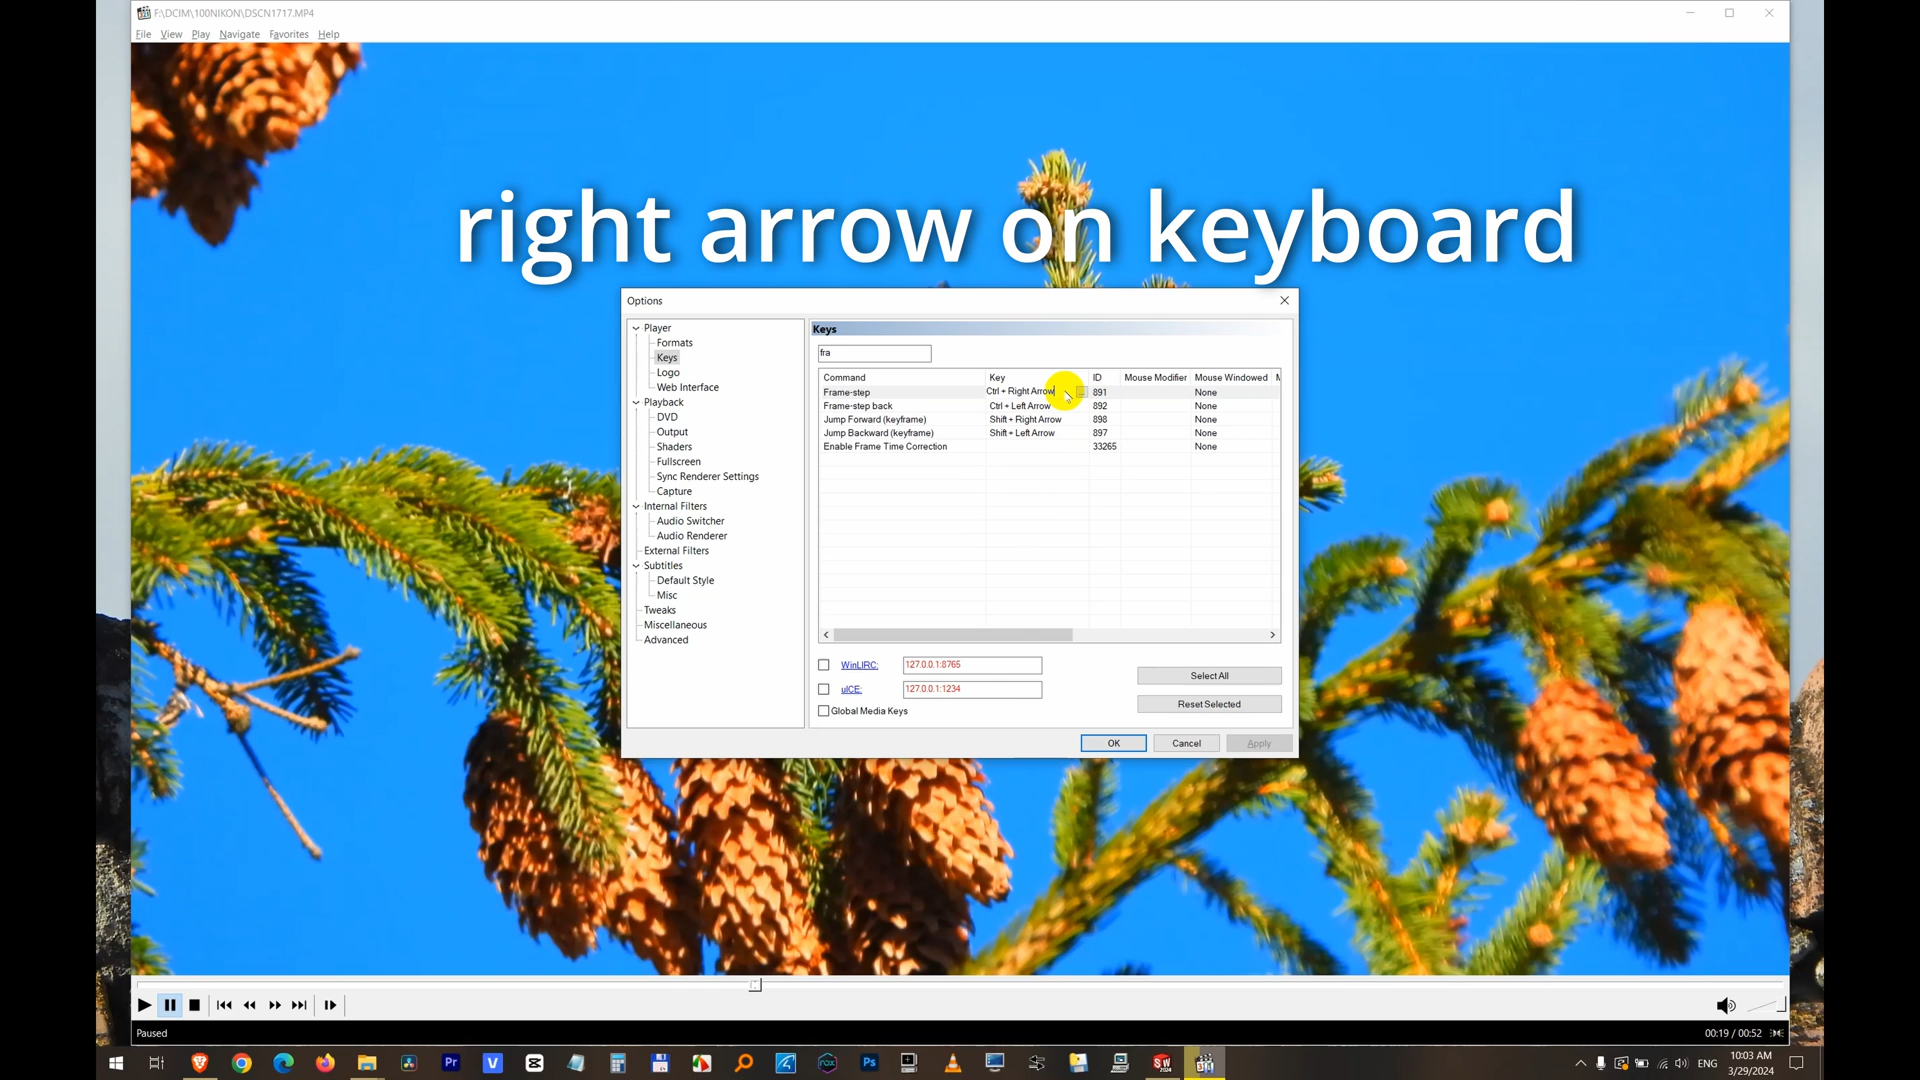 F:\DCIM\100NIKON\DSCN1717.MP4
File View Play Navigate Favorites Help
right arrow on keyboard
Options
Player
Formats
Keys
Logo
Web Interface
Playback
DVD
Output
Shaders
Fullscreen
Sync Renderer Settings
Capture
Internal Filters
Audio Switcher
Audio Renderer
External Filters
Subtitles
Default Style
Misc
Tweaks
Miscellaneous
Advanced
Keys
fra
Command Key ID Mouse Modifier Mouse Windowed
Frame-step Ctrl + Right Arrow ... 891 None
Frame-step back Ctrl + Left Arrow 892 None
Jump Forward (keyframe) Shift + Right Arrow 898 None
Jump Backward (keyframe) Shift + Left Arrow 897 None
Enable Frame Time Correction 33265 None
WinLIRC: 127.0.0.1:8765
uICE: 127.0.0.1:1234
Global Media Keys
Select All
Reset Selected
OK Cancel Apply
Paused
00:19 / 00:52
Pr V Ps SW 2024 321
ENG
10:03 AM
3/29/2024